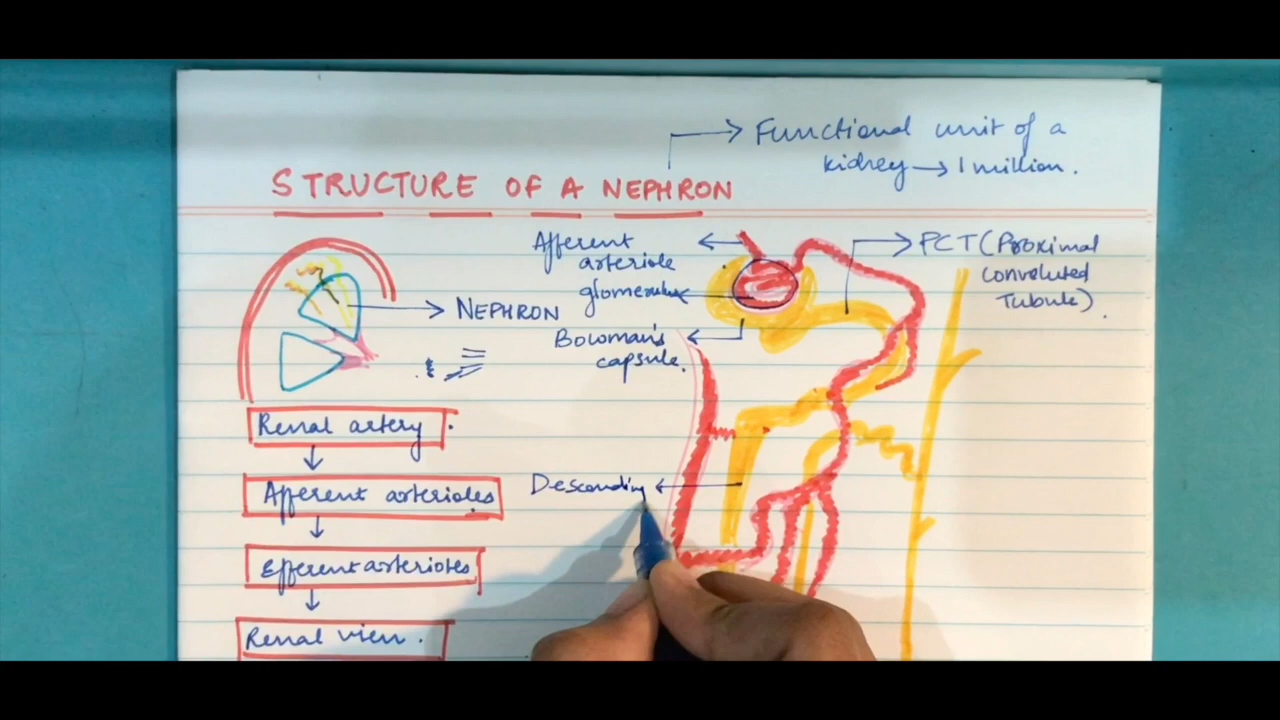 Functional unit of a
kidney → 1 million.
STRUCTURE OF A NEPHRON
Afferent
arteriole
glomerulus
Bowman's
capsule.
PCT (Proximal
convoluted
Tubule).
NEPHRON
Renal artery
↓
Afferent arterioles
↓
Efferent arterioles
↓
Renal vien.
Descending